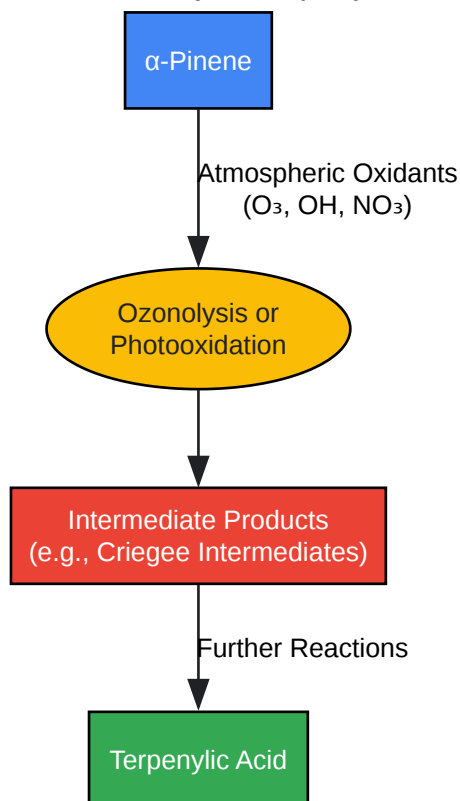 α-Pinene
Atmospheric Oxidants
(O₃, OH, NO₃)
Ozonolysis or
Photooxidation
Intermediate Products
(e.g., Criegee Intermediates)
Further Reactions
Terpenylic Acid